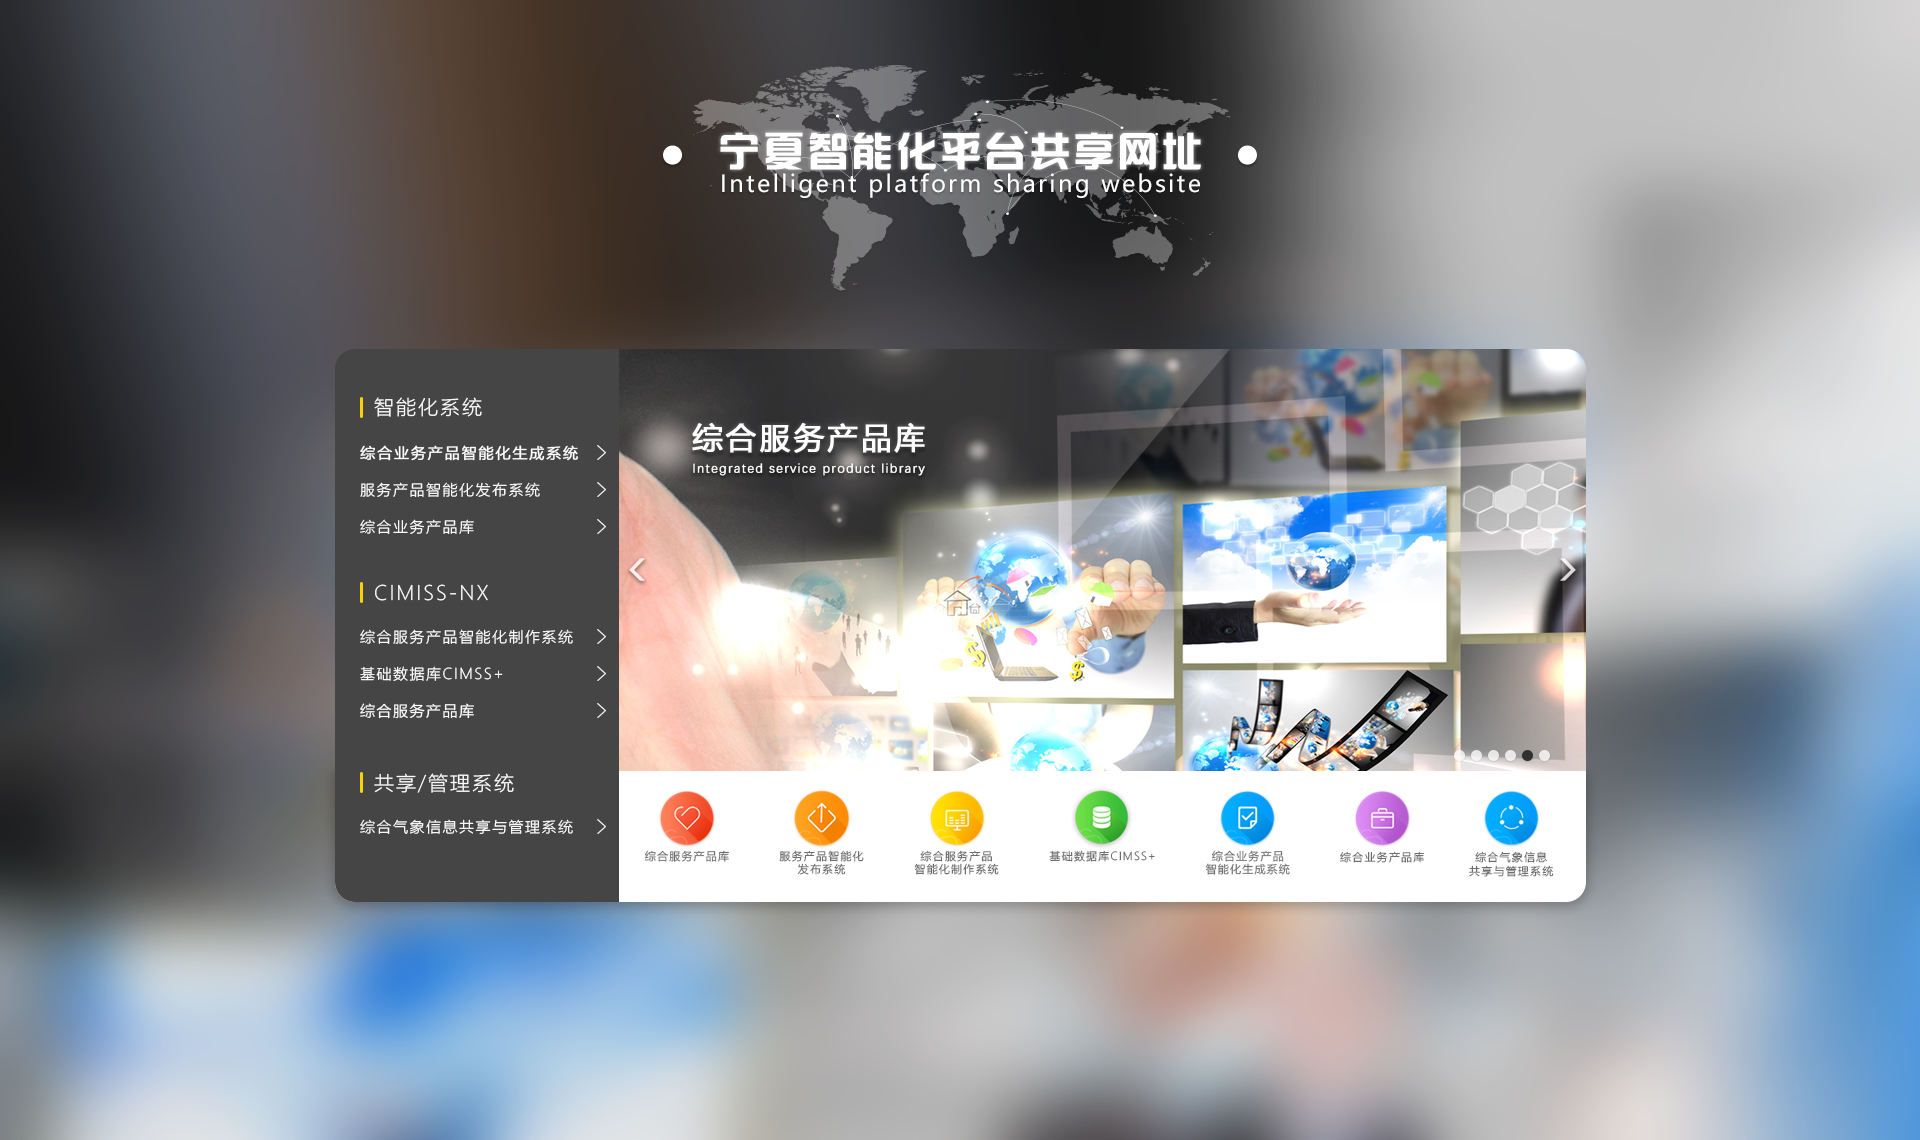 宁夏智能化平台共享网址
Intelligent platform sharing website
智能化系统
综合业务产品智能化生成系统
服务产品智能化发布系统
综合业务产品库
CIMISS-NX
综合服务产品智能化制作系统
基础数据库CIMSS+
综合服务产品库
共享/管理系统
综合气象信息共享与管理系统
综合服务产品库
Integrated service product library
综合服务产品库
服务产品智能化
发布系统
综合服务产品
智能化制作系统
基础数据库CIMSS+
综合业务产品
智能化生成系统
综合业务产品库
综合气象信息
共享与管理系统